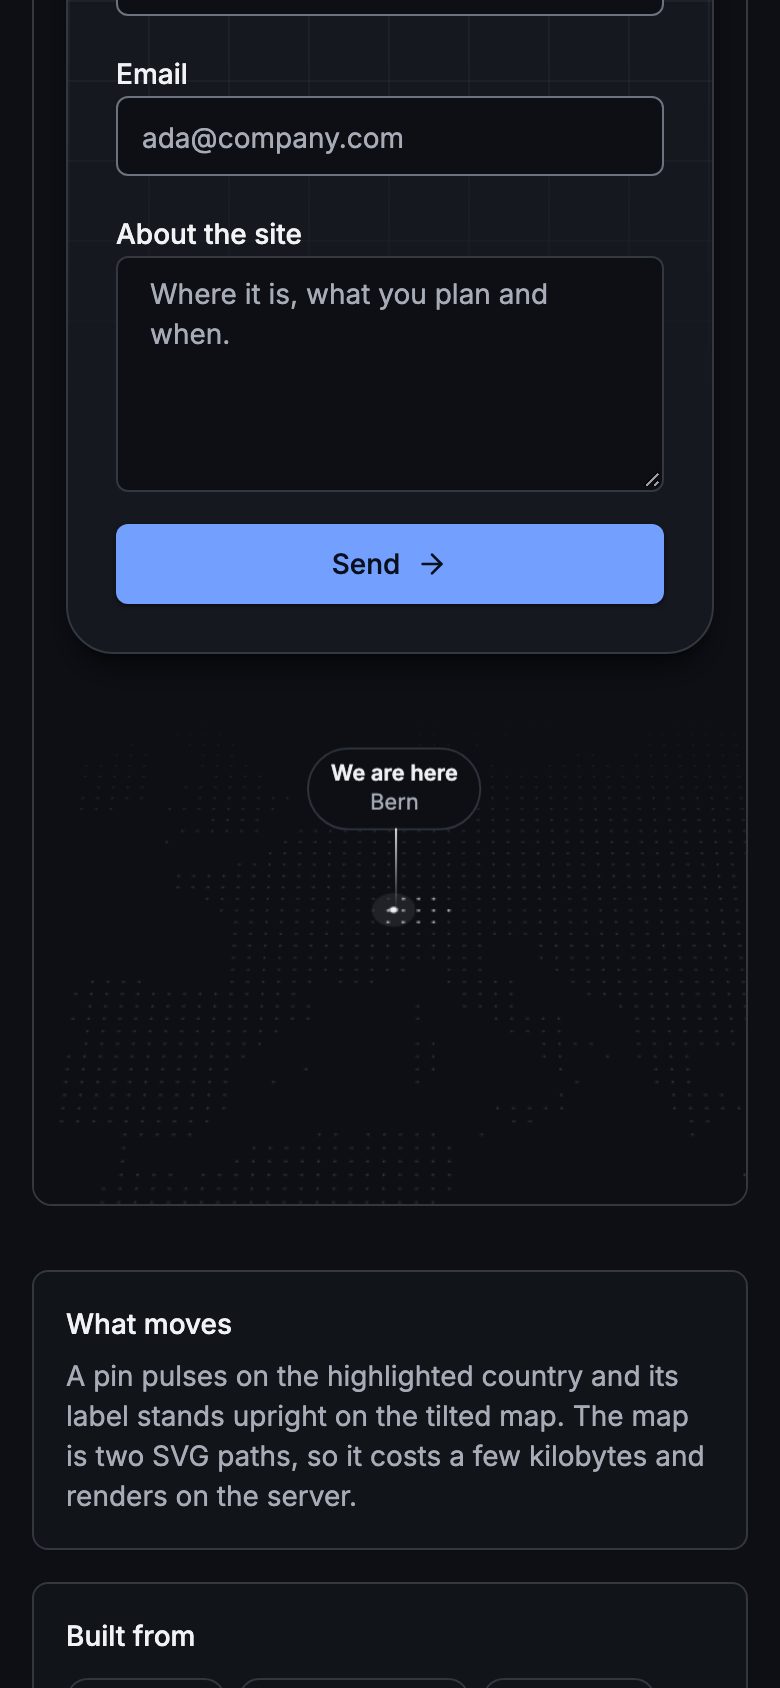 Email
ada@company.com
About the site
Where it is, what you plan and
when.
Send
We are here
Bern
What moves
A pin pulses on the highlighted country and its
label stands upright on the tilted map. The map
is two SVG paths, so it costs a few kilobytes and
renders on the server.
Built from